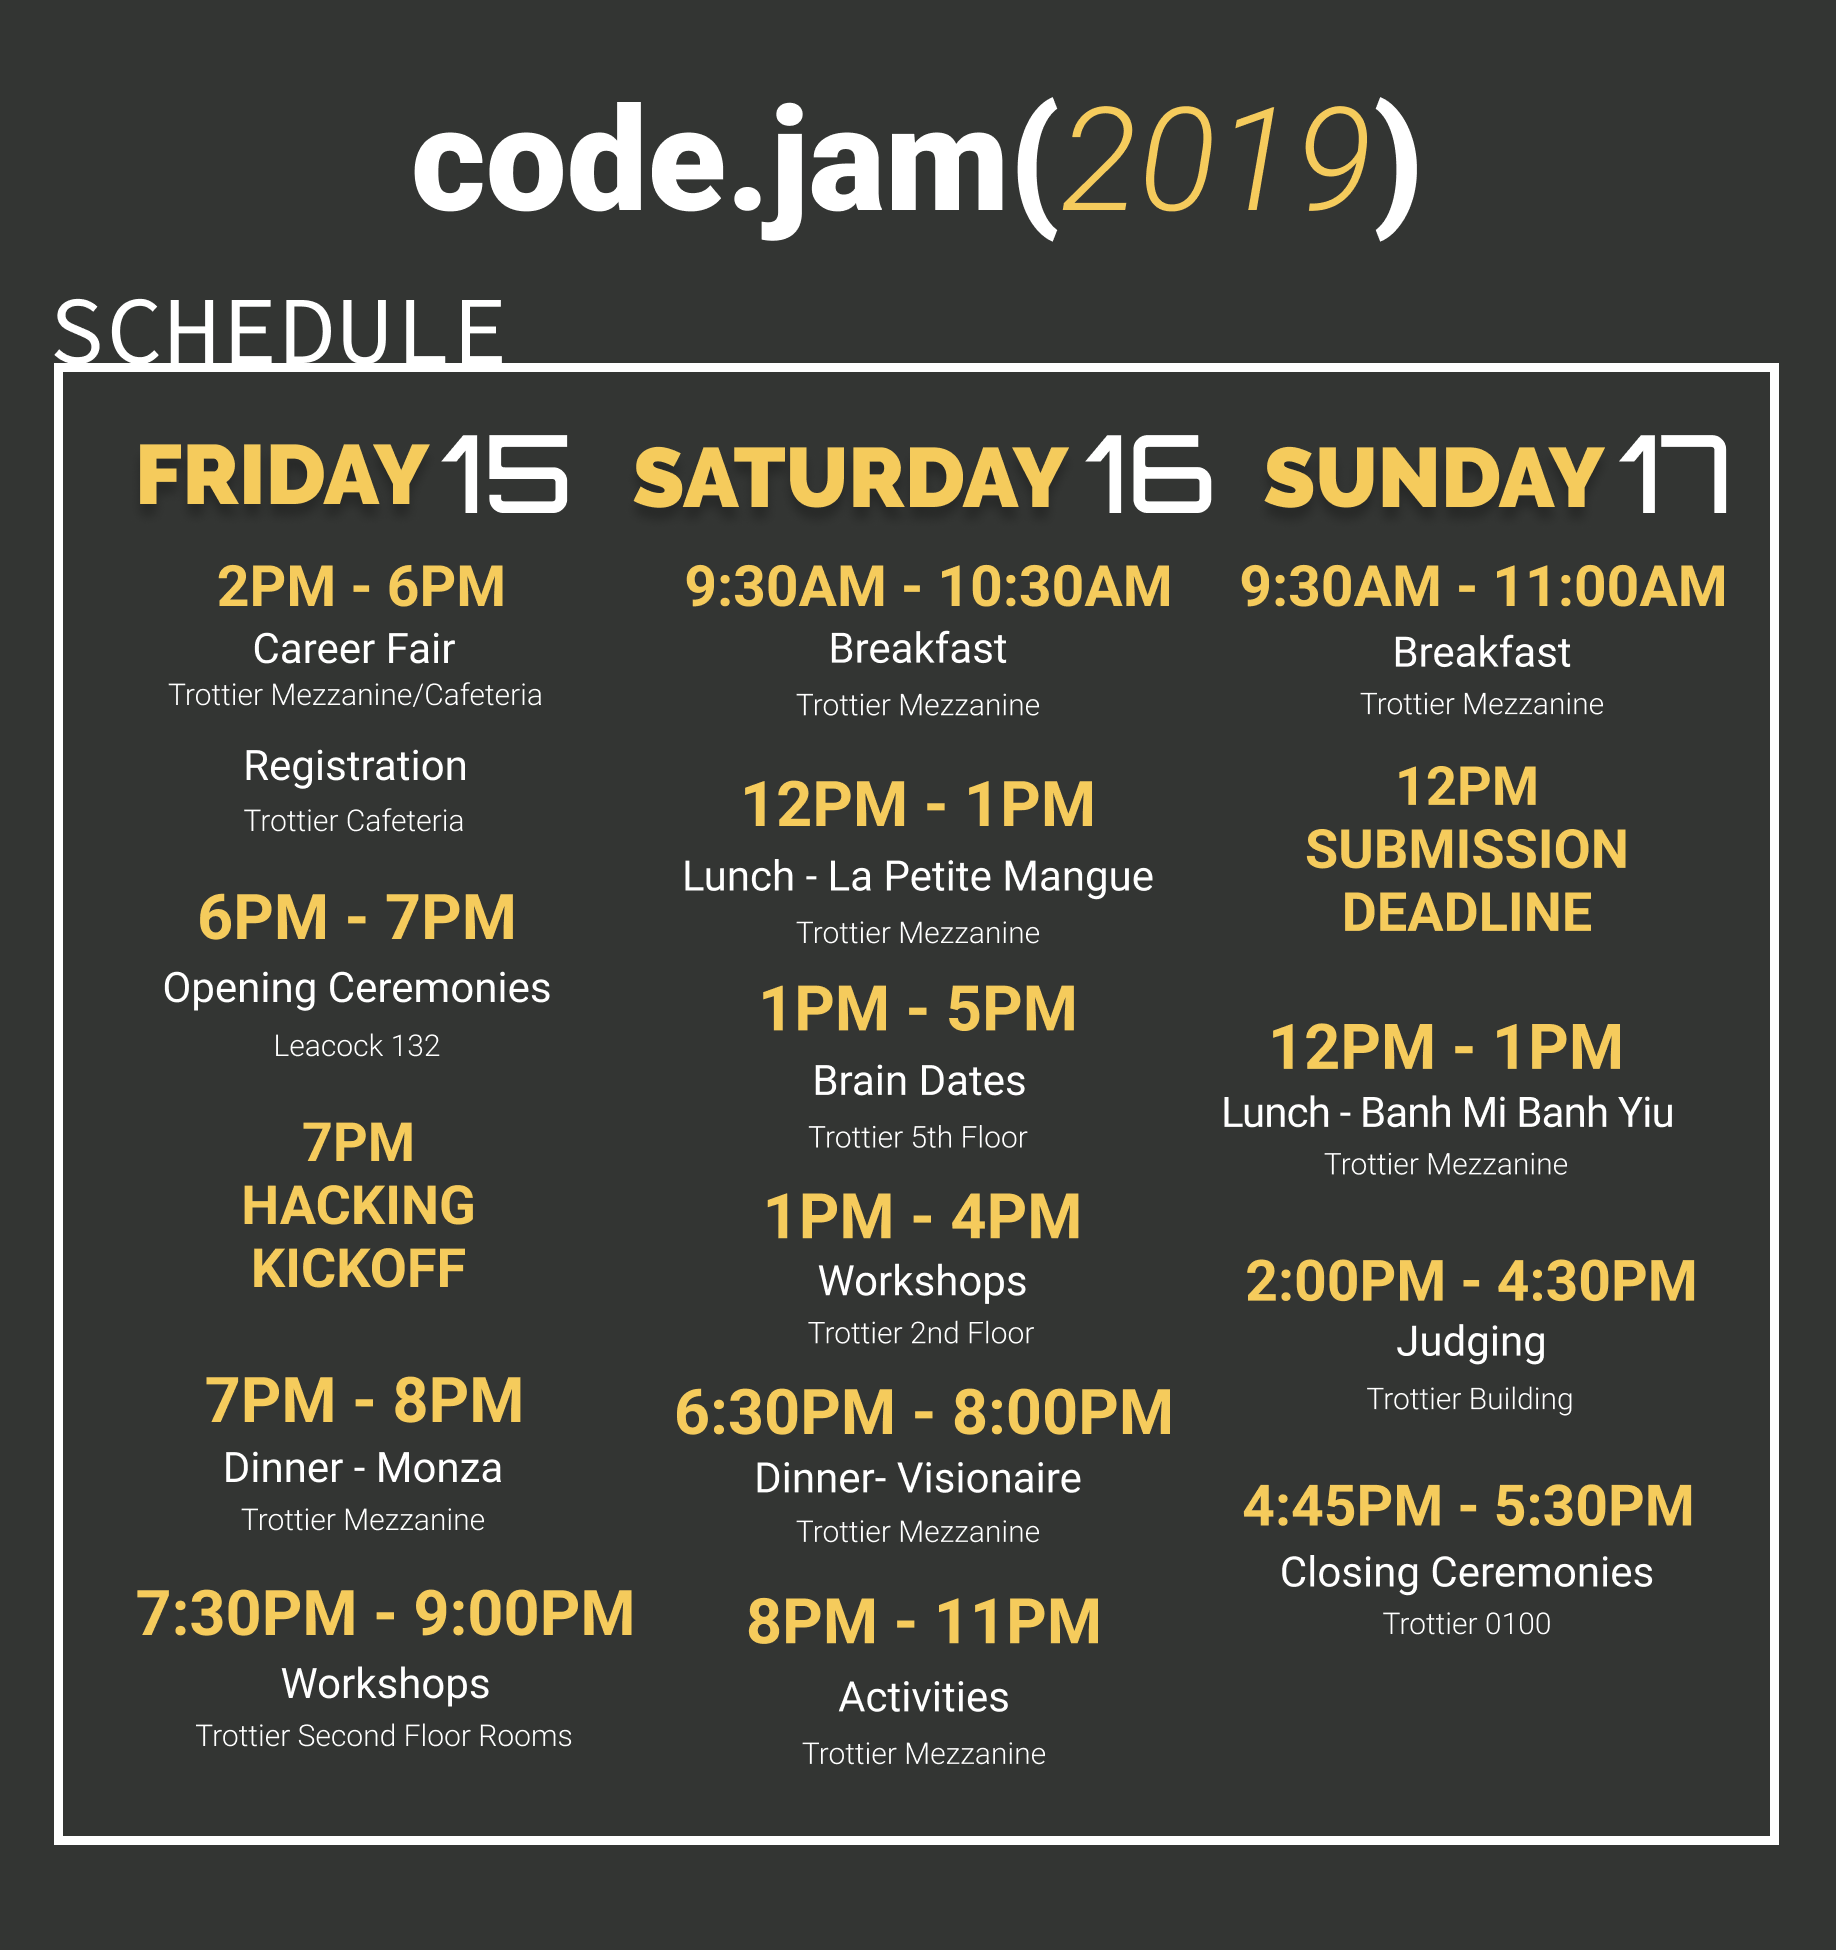 code.jam(2019)
SCHEDULE
FRIDAY 15
2PM - 6PM
Career Fair
Trottier Mezzanine/Cafeteria
Registration
Trottier Cafeteria
6PM - 7PM
Opening Ceremonies
Leacock 132
7PM
HACKING
KICKOFF
7PM - 8PM
Dinner - Monza
Trottier Mezzanine
7:30PM - 9:00PM
Workshops
Trottier Second Floor Rooms
SATURDAY 16
9:30AM - 10:30AM
Breakfast
Trottier Mezzanine
12PM - 1PM
Lunch - La Petite Mangue
Trottier Mezzanine
1PM - 5PM
Brain Dates
Trottier 5th Floor
1PM - 4PM
Workshops
Trottier 2nd Floor
6:30PM - 8:00PM
Dinner- Visionaire
Trottier Mezzanine
8PM - 11PM
Activities
Trottier Mezzanine
SUNDAY 17
9:30AM - 11:00AM
Breakfast
Trottier Mezzanine
12PM
SUBMISSION
DEADLINE
12PM - 1PM
Lunch - Banh Mi Banh Yiu
Trottier Mezzanine
2:00PM - 4:30PM
Judging
Trottier Building
4:45PM - 5:30PM
Closing Ceremonies
Trottier 0100